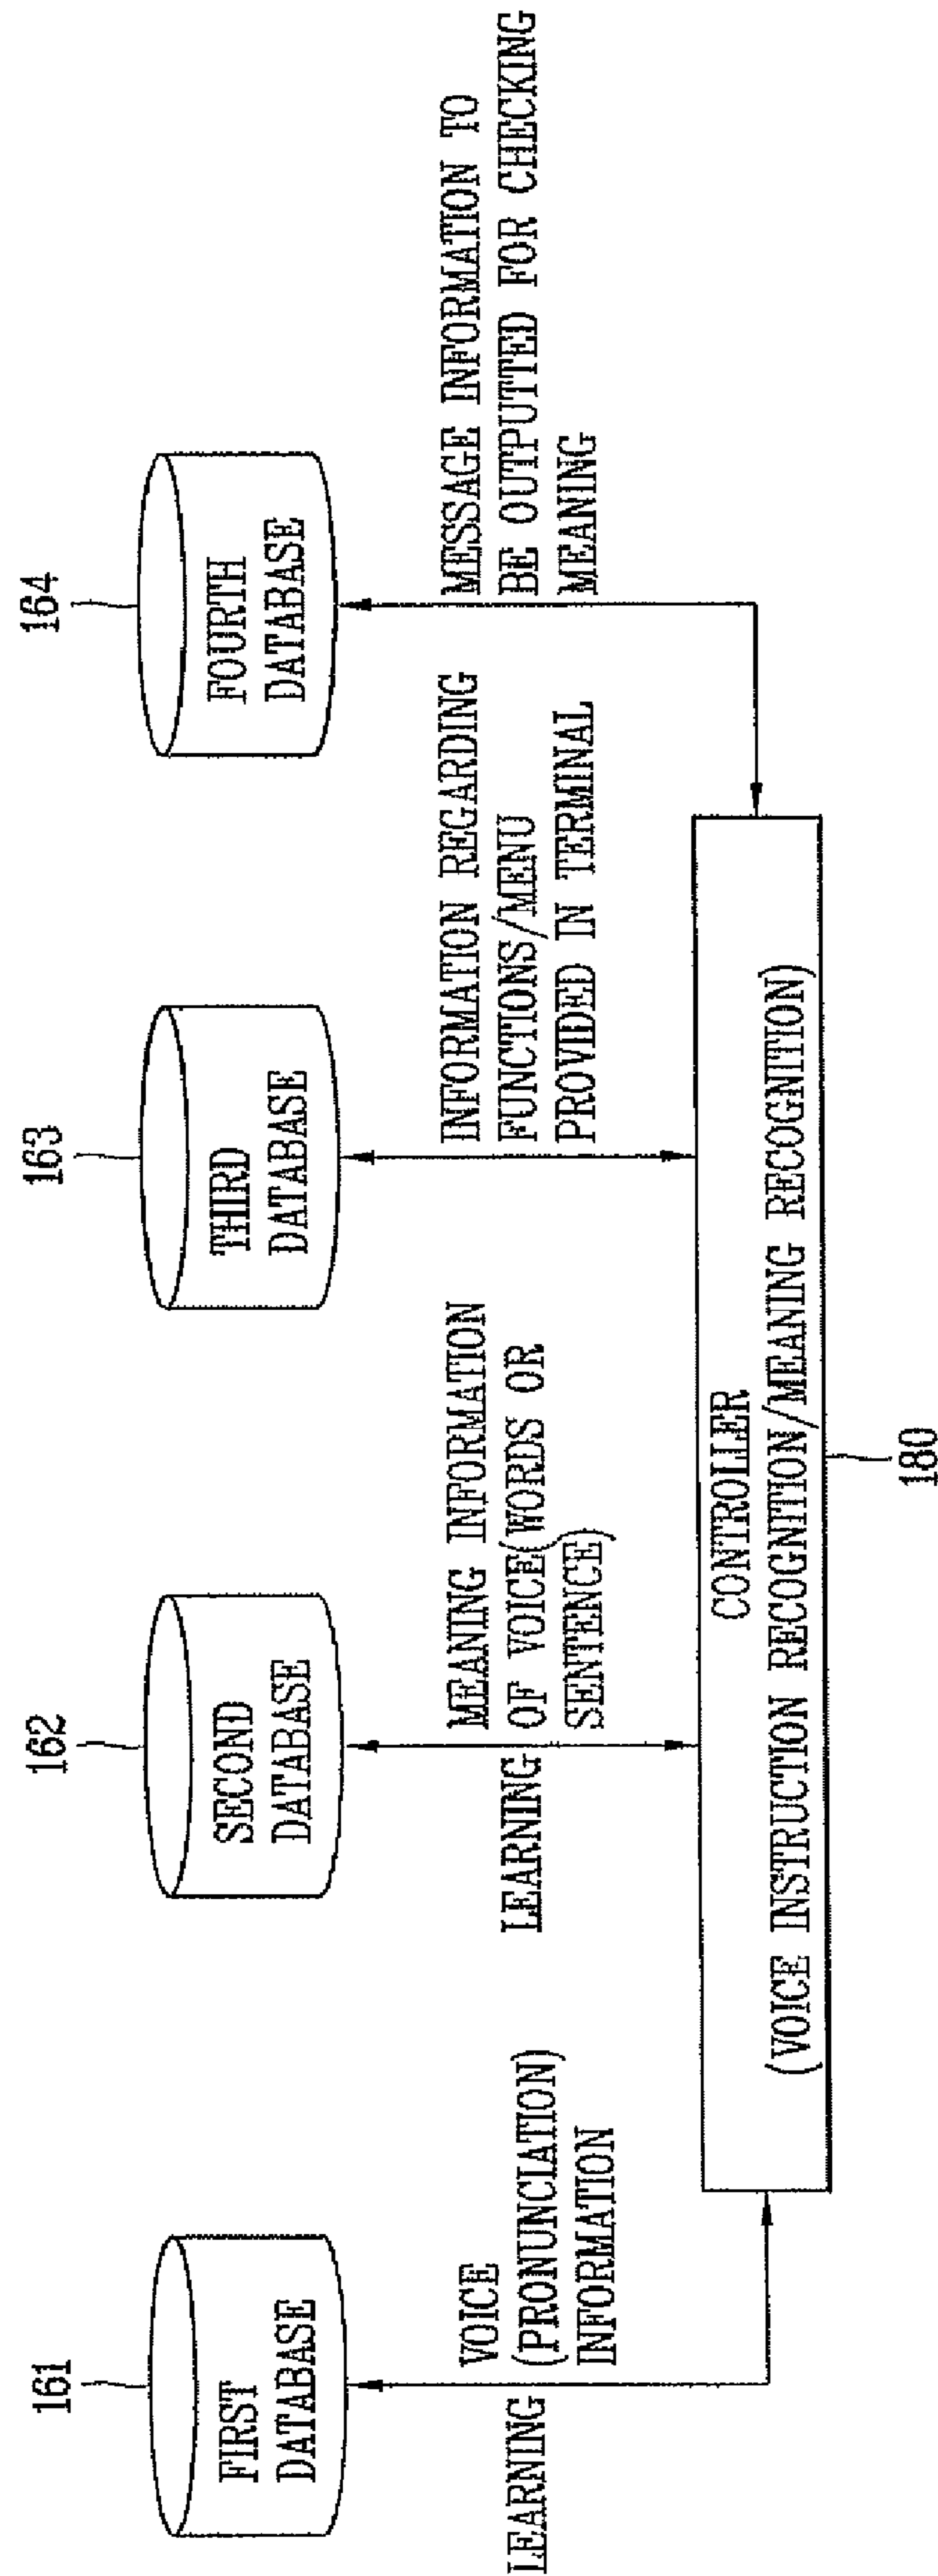 161
FIRST
DATABASE
LEARNING
VOICE
(PRONUNCIATION)
INFORMATION
162
SECOND
DATABASE
LEARNING
MEANING INFORMATION
OF VOICE(WORDS OR
SENTENCE)
163
THIRD
DATABASE
INFORMATION REGARDING
FUNCTIONS/MENU
PROVIDED IN TERMINAL
164
FOURTH
DATABASE
MESSAGE INFORMATION TO
BE OUTPUTTED FOR CHECKING
MEANING
CONTROLLER
(VOICE INSTRUCTION RECOGNITION/MEANING RECOGNITION)
180